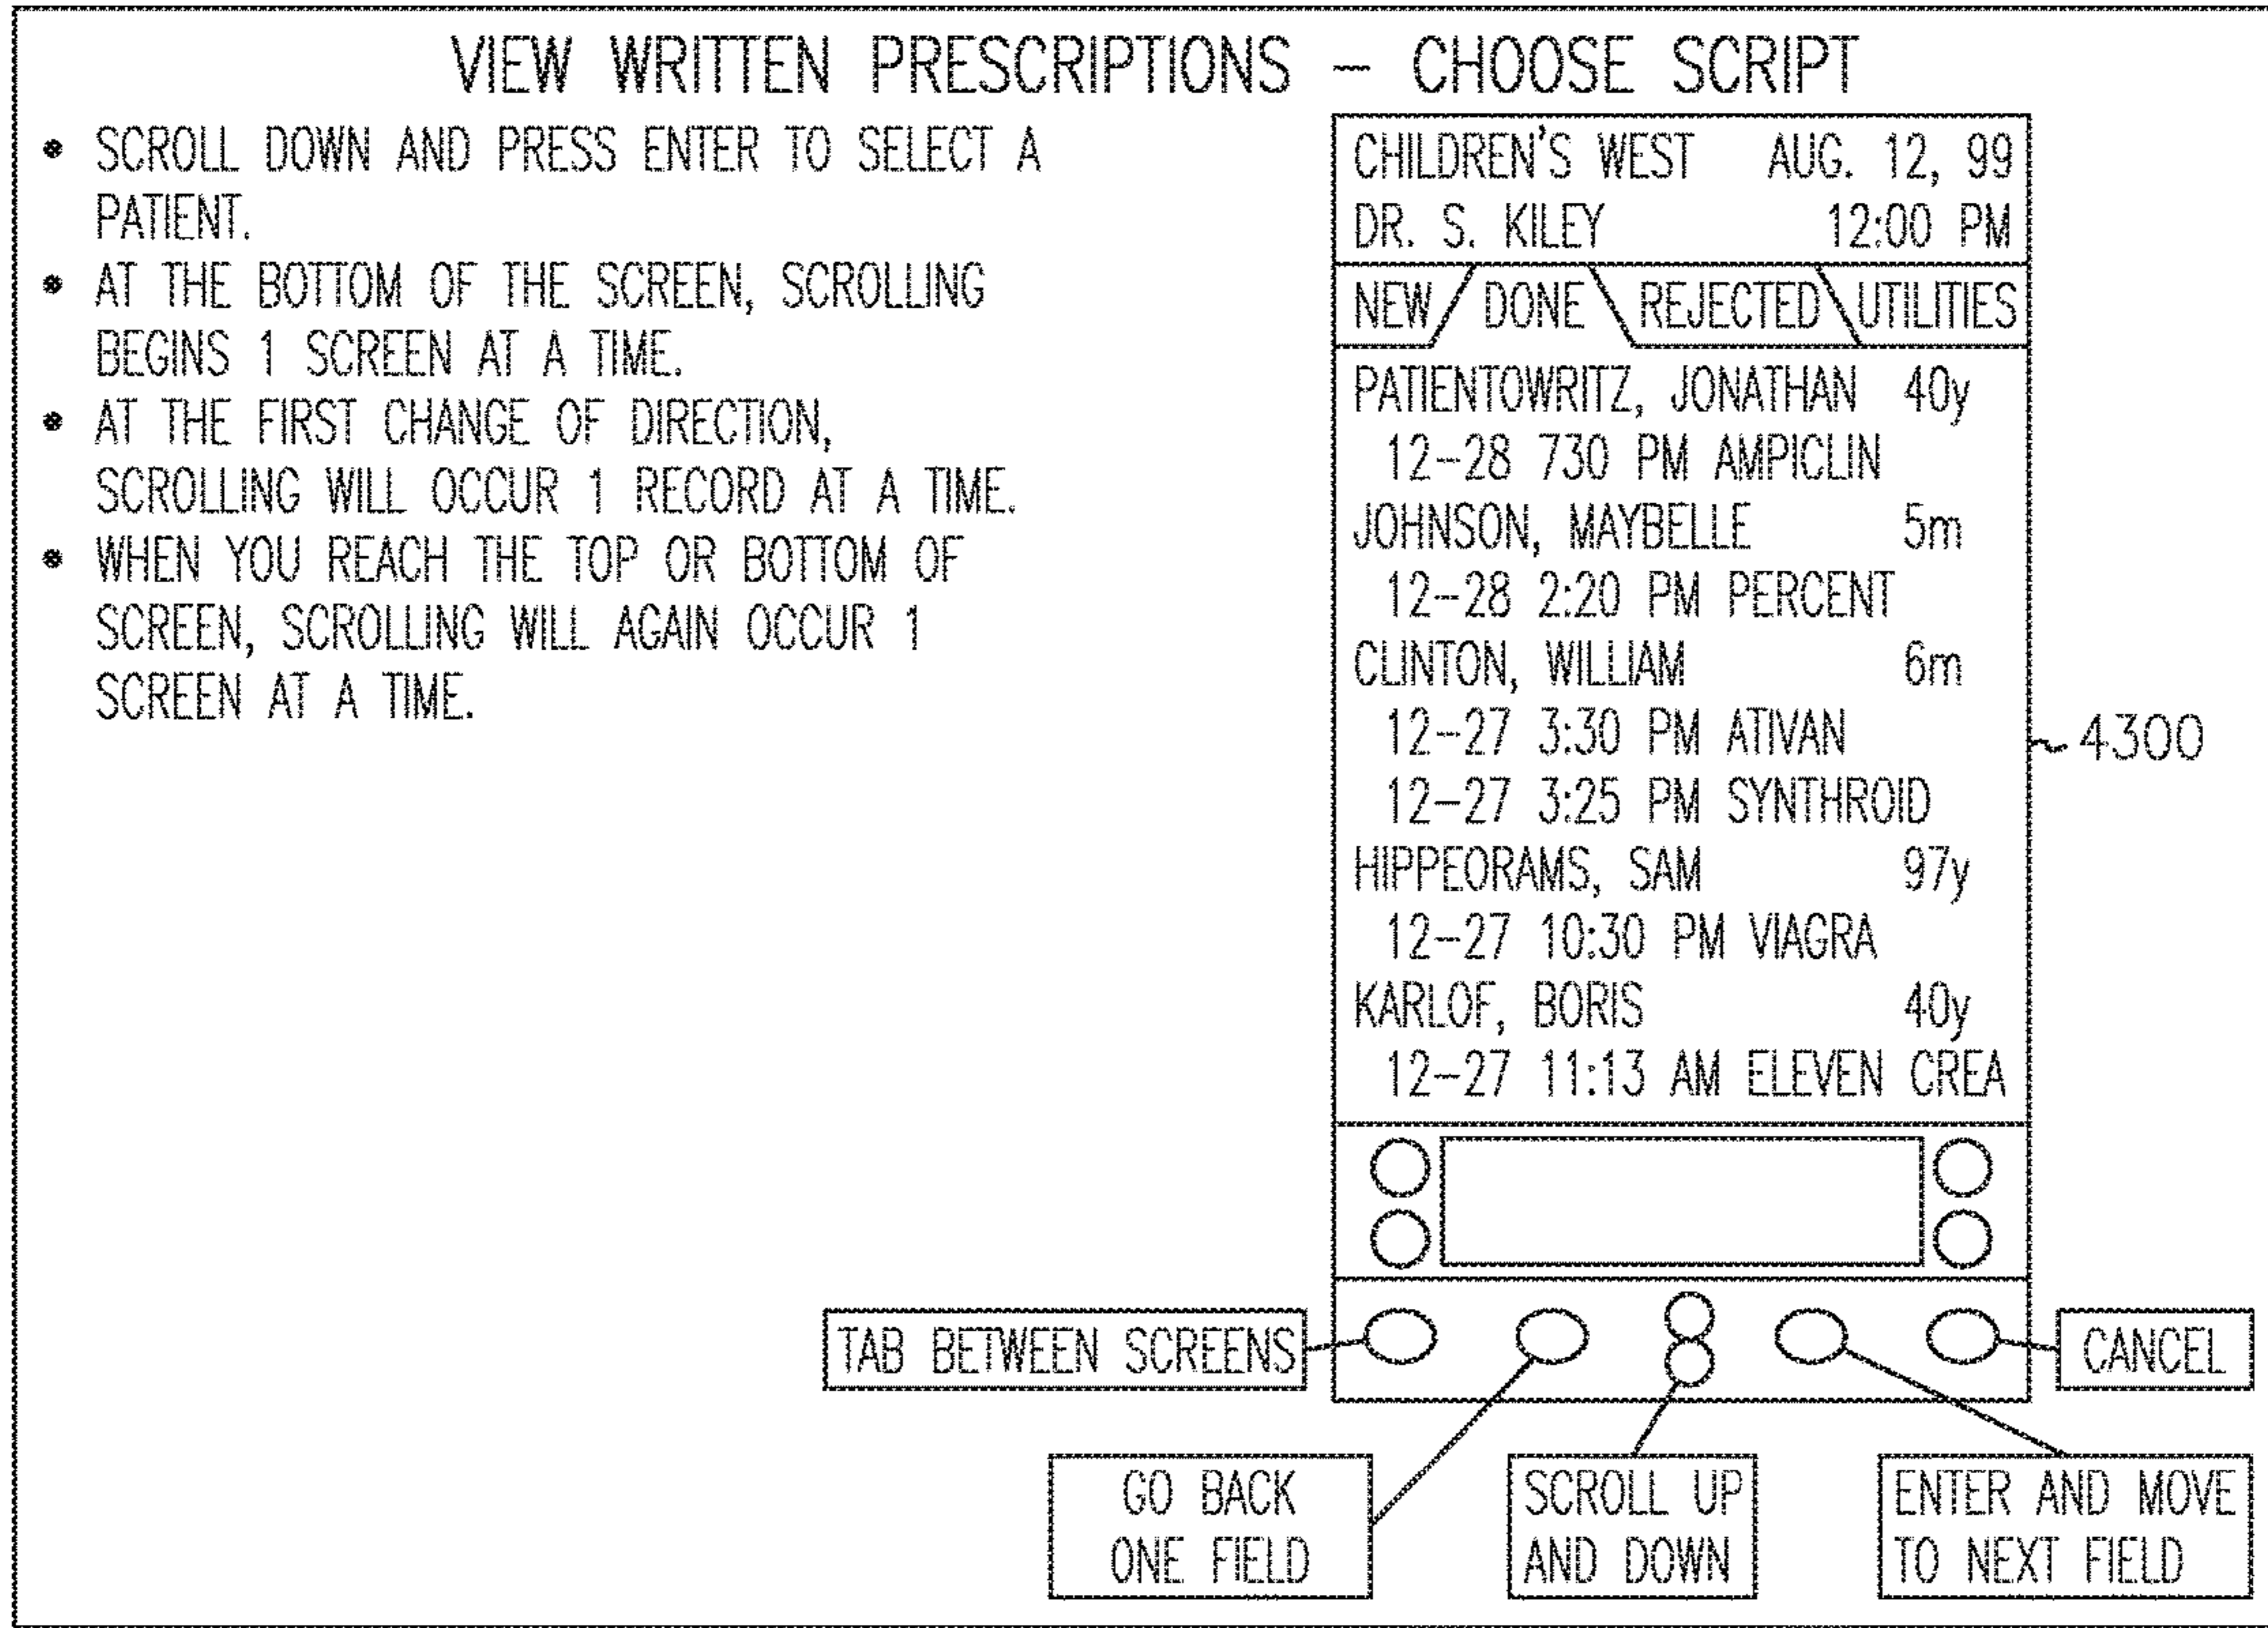 VIEW WRITTEN PRESCRIPTIONS – CHOOSE SCRIPT
• SCROLL DOWN AND PRESS ENTER TO SELECT A
PATIENT.
• AT THE BOTTOM OF THE SCREEN, SCROLLING
BEGINS 1 SCREEN AT A TIME.
• AT THE FIRST CHANGE OF DIRECTION,
SCROLLING WILL OCCUR 1 RECORD AT A TIME.
• WHEN YOU REACH THE TOP OR BOTTOM OF
SCREEN, SCROLLING WILL AGAIN OCCUR 1
SCREEN AT A TIME.
CHILDREN'S WEST AUG. 12, 99
DR. S. KILEY 12:00 PM
NEW DONE REJECTED UTILITIES
PATIENTOWRITZ, JONATHAN 40y
12–28 730 PM AMPICLIN
JOHNSON, MAYBELLE 5m
12–28 2:20 PM PERCENT
CLINTON, WILLIAM 6m
12–27 3:30 PM ATIVAN
12–27 3:25 PM SYNTHROID
HIPPEORAMS, SAM 97y
12–27 10:30 PM VIAGRA
KARLOF, BORIS 40y
12–27 11:13 AM ELEVEN CREA
4300
TAB BETWEEN SCREENS
CANCEL
GO BACK
ONE FIELD
SCROLL UP
AND DOWN
ENTER AND MOVE
TO NEXT FIELD